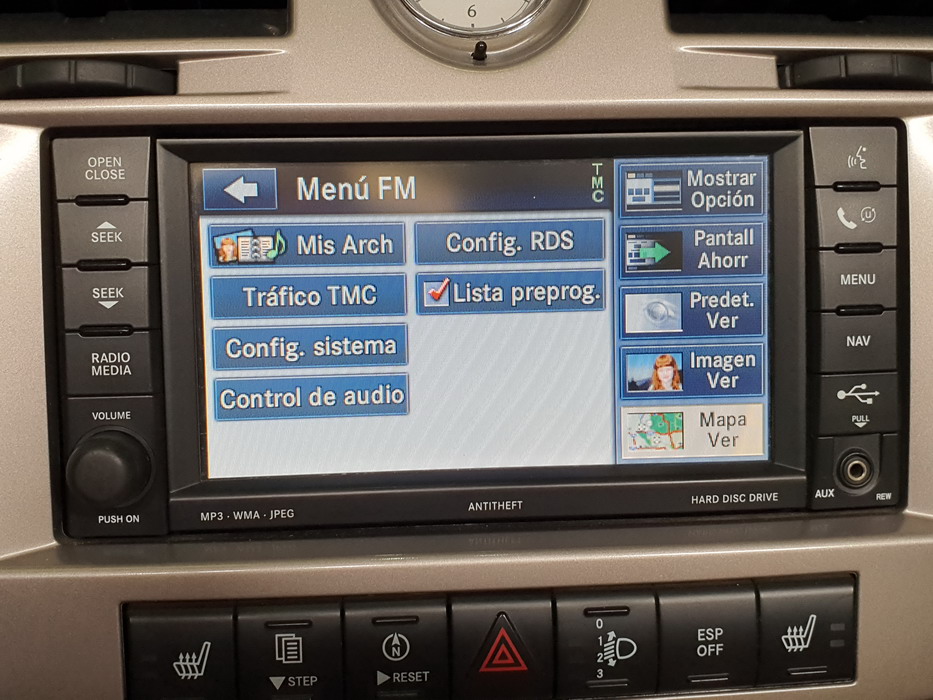 6
OPEN
CLOSE
SEEK
SEEK
RADIO
MEDIA
VOLUME
PUSH ON
Menú FM
TMC
Mis Arch
Config. RDS
Tráfico TMC
Lista preprog.
Config. sistema
Control de audio
Mostrar
Opción
Pantall
Ahorr
Predet.
Ver
Imagen
Ver
Mapa
Ver
MENU
NAV
PULL
AUX
REW
MP3 · WMA · JPEG
ANTITHEFT
HARD DISC DRIVE
STEP
N
RESET
0
1
2
3
ESP
OFF